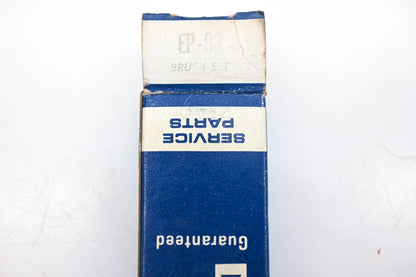 EP-99
BRUSH SET
SERVICE
PARTS
Guaranteed